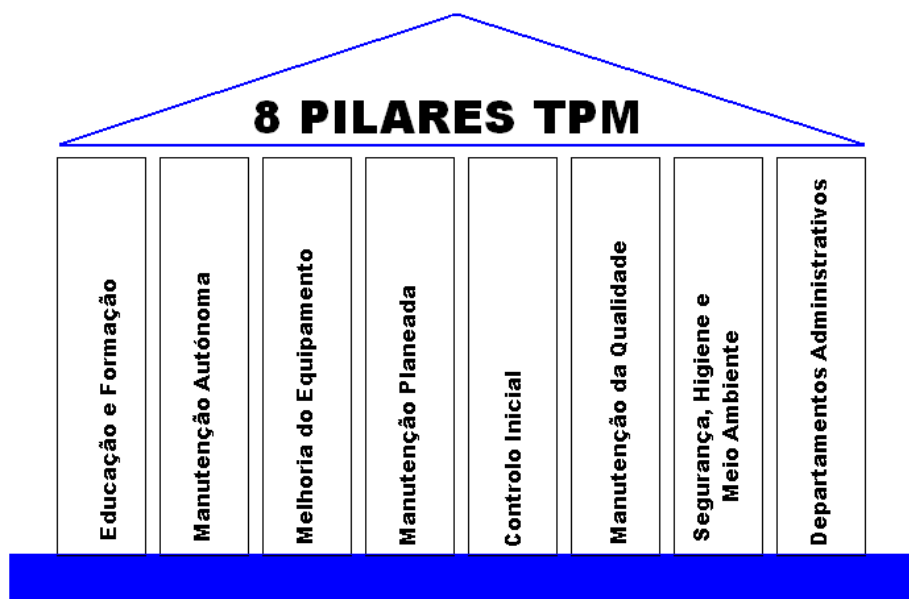 8 PILARES TPM
Educação e Formação
Manutenção Autónoma
Melhoria do Equipamento
Manutenção Planeada
Controlo Inicial
Manutenção da Qualidade
Segurança, Higiene e
Meio Ambiente
Departamentos Administrativos